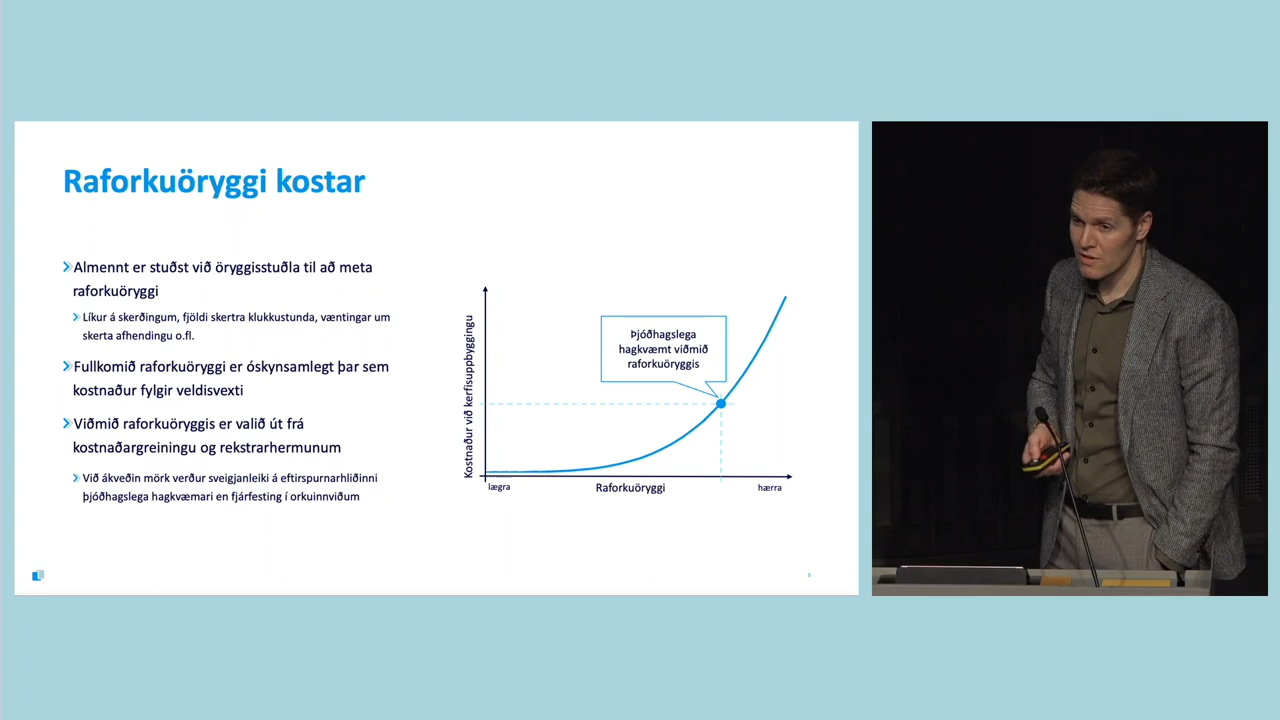 Raforkuöryggi kostar
Almennt er stuðst við öryggisstuðla til að meta
raforkuöryggi
Líkur á skerðingum, fjöldi skertra klukkustunda, væntingar um
skerta afhendingu o.fl.
Fullkomið raforkuöryggi er óskynsamlegt þar sem
kostnaður fylgir veldisvexti
Viðmið raforkuöryggis er valið út frá
kostnaðargreiningu og rekstrarhermunum
Við ákveðin mörk verður sveigjanleiki á eftirspurnarhliðinni
þjóðhagslega hagkvæmari en fjárfesting í orkuinnviðum
Kostnaður við kerfisuppbyggingu
Þjóðhagslega
hagkvæmt viðmið
raforkuöryggis
lægra
Raforkuöryggi
hærra
5